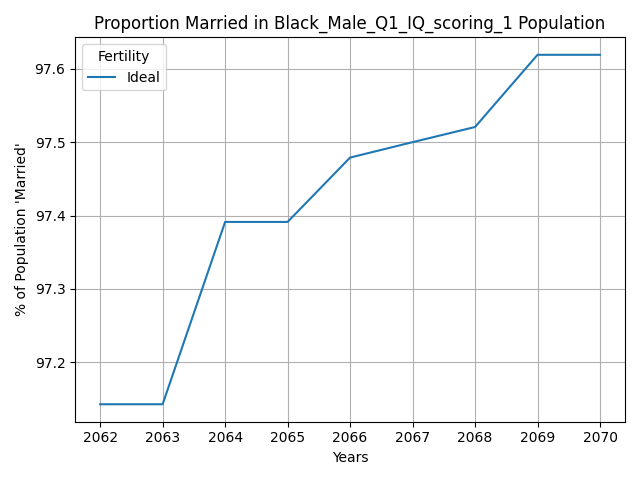 Proportion Married in Black_Male_Q1_IQ_scoring_1 Population
Fertility
Ideal
% of Population 'Married'
97.6
97.5
97.4
97.3
97.2
2062 2063 2064 2065 2066 2067 2068 2069 2070
Years